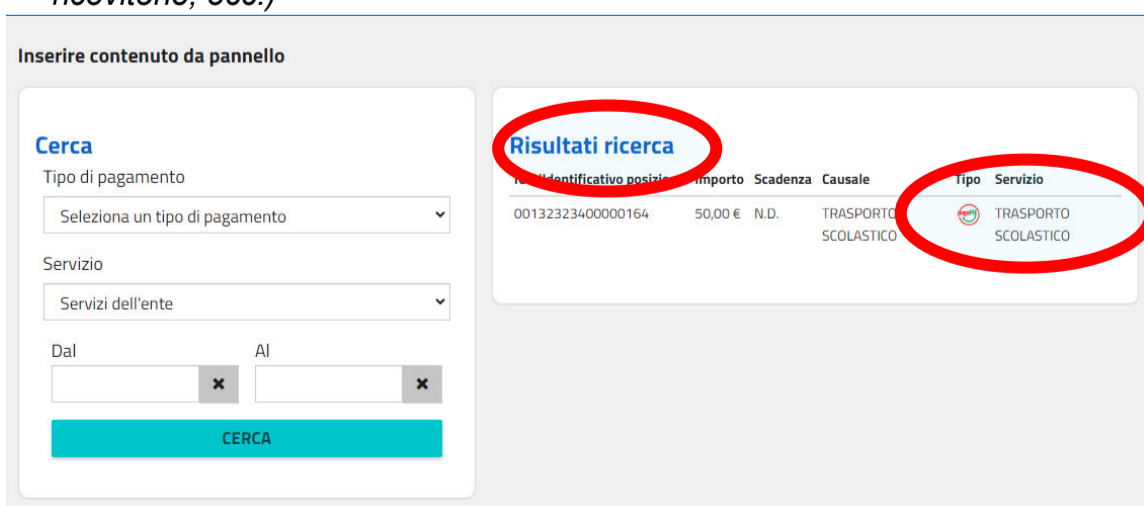 Inserire contenuto da pannello
Cerca
Tipo di pagamento
Seleziona un tipo di pagamento
Servizio
Servizi dell'ente
Dal Al
CERCA
Risultati ricerca
Importo Scadenza Causale Tipo Servizio
00132323400000164 50,00 € N.D. TRASPORTO SCOLASTICO TRASPORTO SCOLASTICO